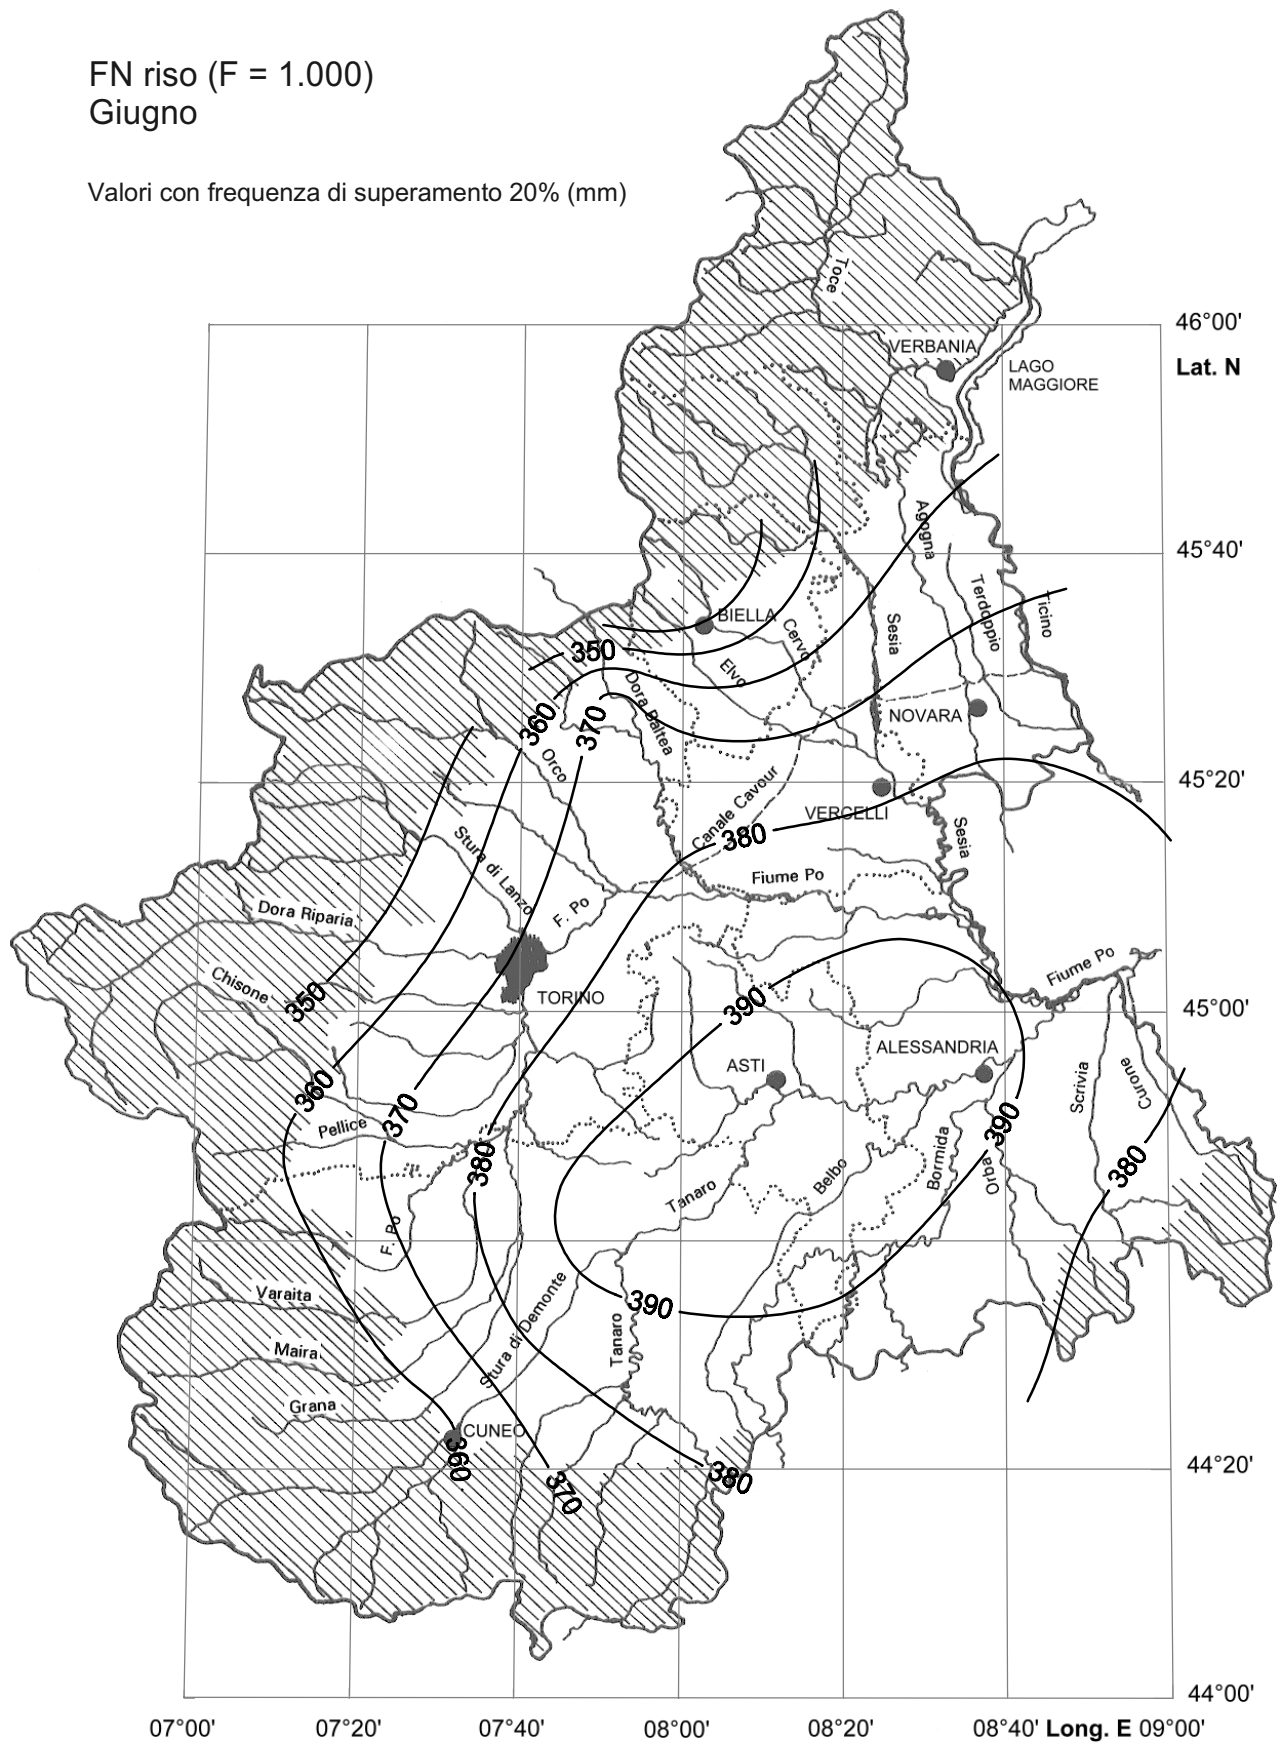 FN riso (F = 1.000)
Giugno
Valori con frequenza di superamento 20% (mm)
Toce
46°00'
VERBANIA
Lat. N
LAGO
MAGGIORE
Agogna
45°40'
Terdoppio
Ticino
BIELLA
Sesia
Cervo
350
Elvo
Dora Baltea
360
370
NOVARA
Orco
45°20'
Canale Cavour
VERCELLI
380
Sesia
Stura di Lanzo
Fiume Po
Dora Riparia
F. Po
Fiume Po
Chisone
350
TORINO
390
45°00'
ALESSANDRIA
ASTI
Scrivia
Curone
360
370
390
Pellice
380
Bormida
Orba
380
Belbo
Tanaro
F. Po
Varaita
390
Stura di Demonte
Tanaro
Maira
Grana
CUNEO
360
370
380
44°20'
44°00'
07°00'
07°20'
07°40'
08°00'
08°20'
08°40'
Long. E
09°00'